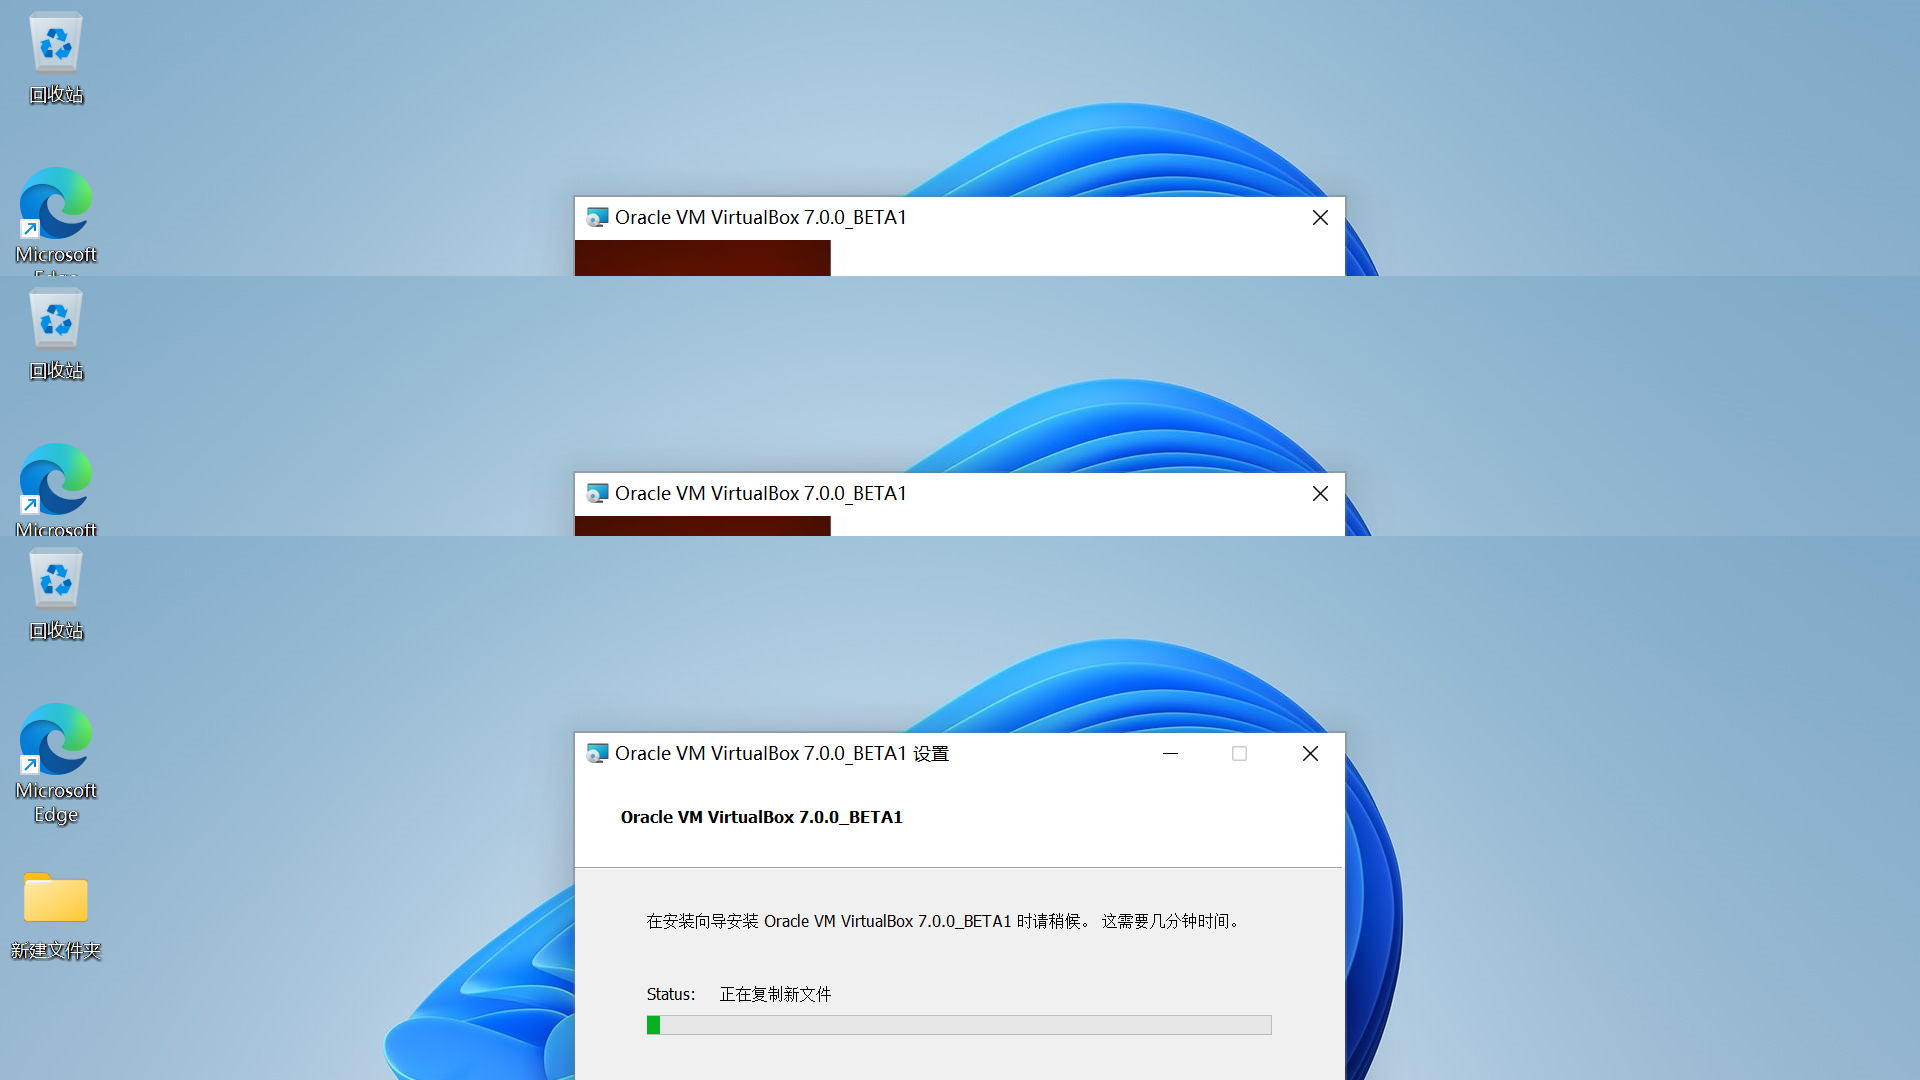 回收站
Microsoft
Edge
Oracle VM VirtualBox 7.0.0_BETA1
回收站
Microsoft
Oracle VM VirtualBox 7.0.0_BETA1
回收站
Microsoft
Edge
新建文件夹
Oracle VM VirtualBox 7.0.0_BETA1 设置
Oracle VM VirtualBox 7.0.0_BETA1
在安装向导安装 Oracle VM VirtualBox 7.0.0_BETA1 时请稍候。 这需要几分钟时间。
Status: 正在复制新文件